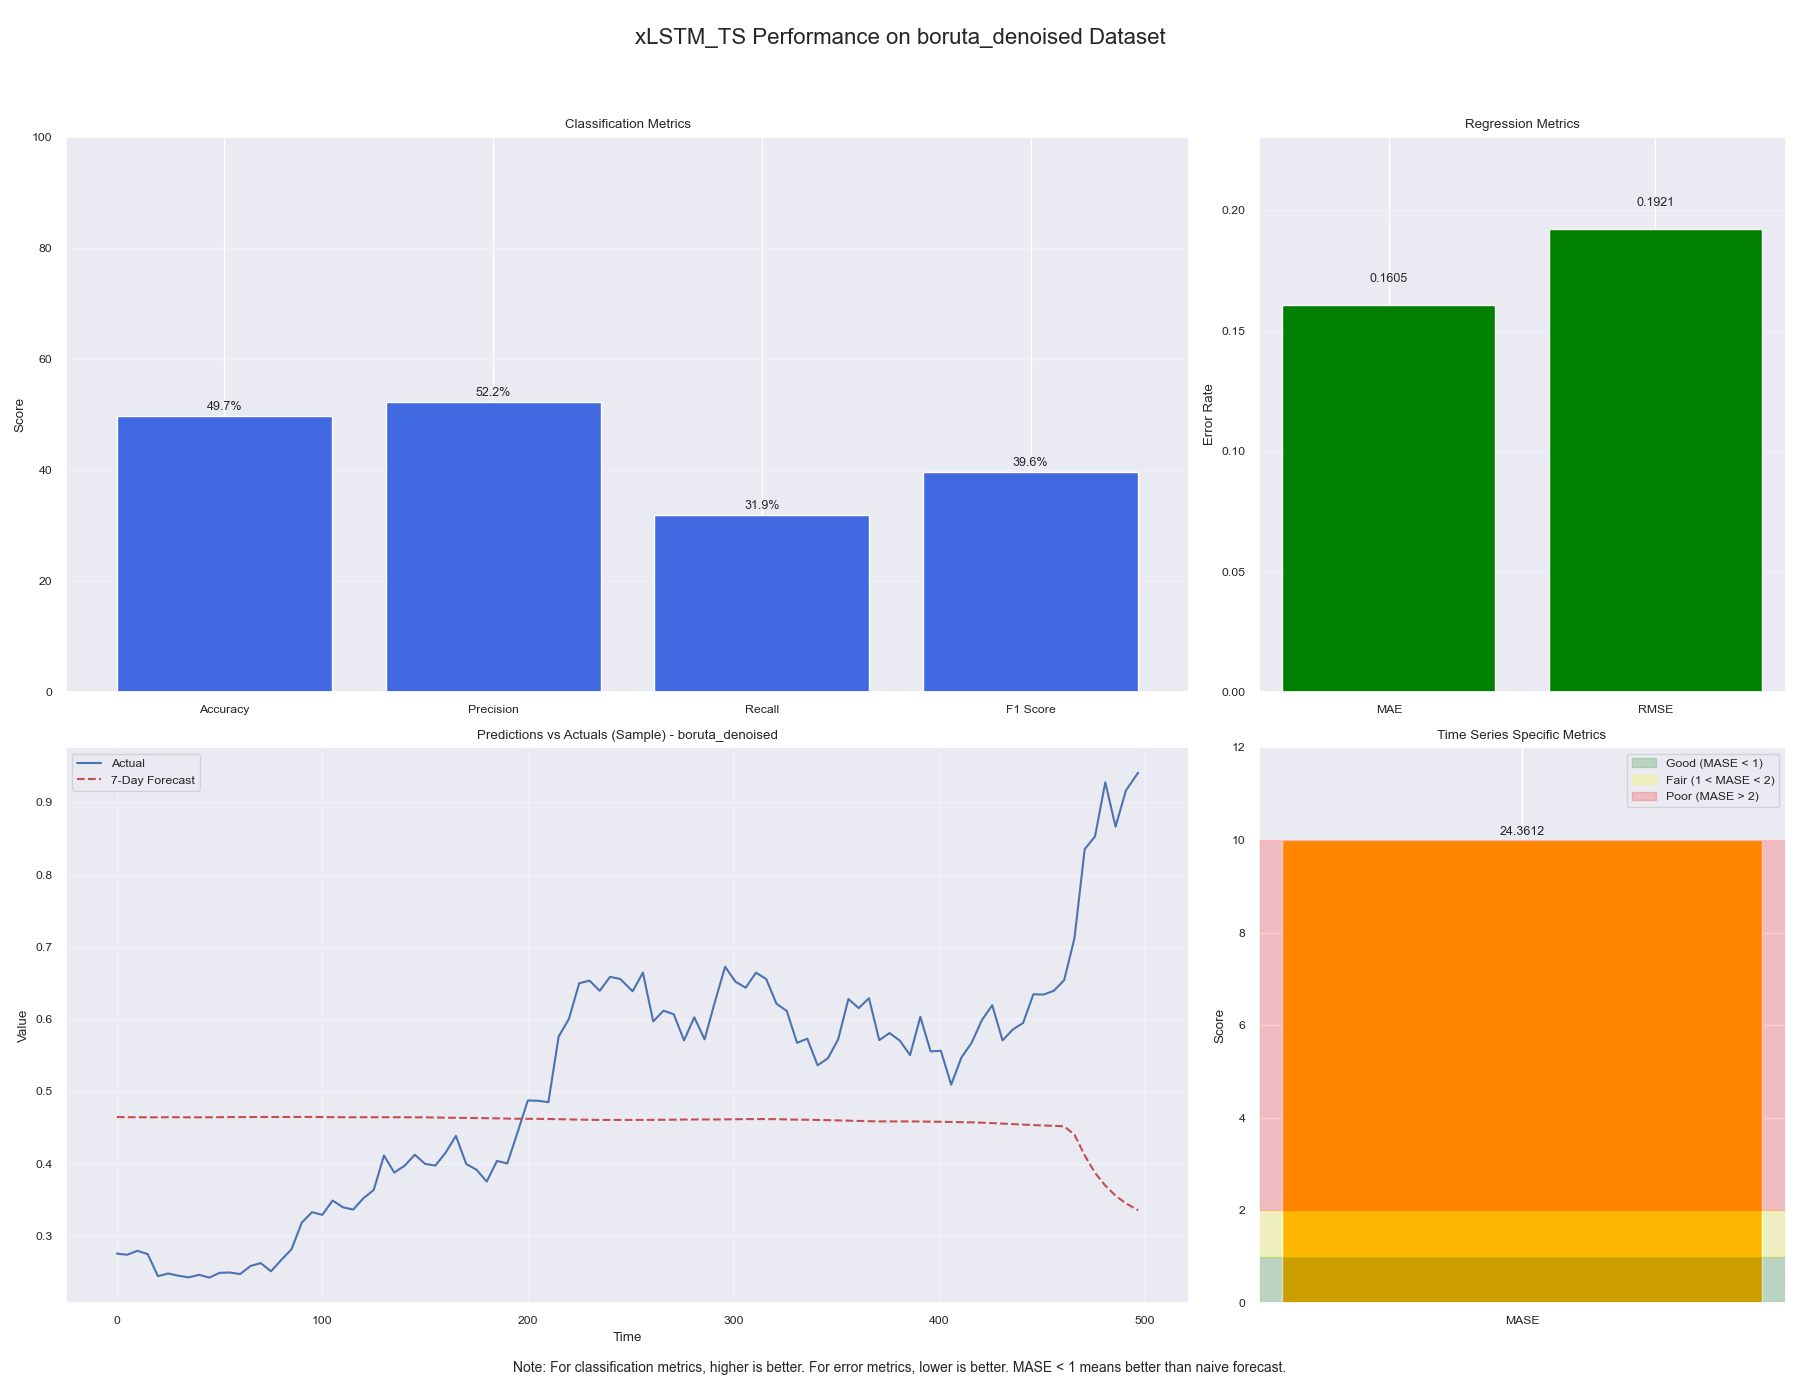 xLSTM_TS Performance on boruta_denoised Dataset
Classification Metrics
100
80
60
40
20
0
Score
49.7%
52.2%
31.9%
39.6%
Accuracy
Precision
Recall
F1 Score
Regression Metrics
0.20
0.15
0.10
0.05
0.00
Error Rate
0.1605
0.1921
MAE
RMSE
Predictions vs Actuals (Sample) - boruta_denoised
Actual
7-Day Forecast
0.9
0.8
0.7
0.6
0.5
0.4
0.3
Value
0
100
200
300
400
500
Time
Time Series Specific Metrics
Good (MASE < 1)
Fair (1 < MASE < 2)
Poor (MASE > 2)
12
10
8
6
4
2
0
Score
24.3612
MASE
Note: For classification metrics, higher is better. For error metrics, lower is better. MASE < 1 means better than naive forecast.